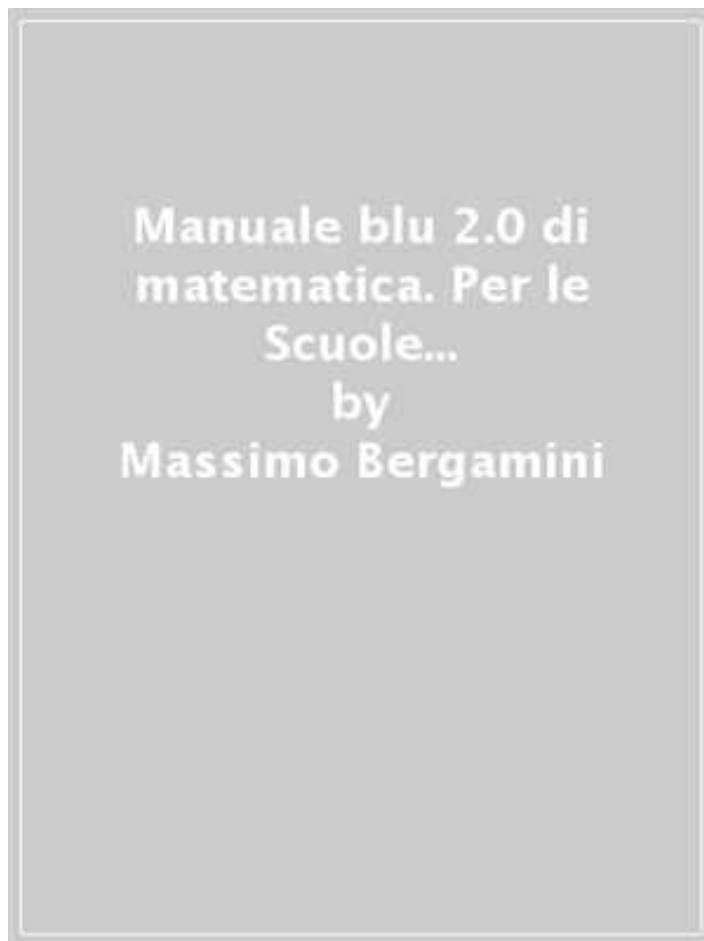 Manuale blu 2.0 di
matematica. Per le
Scuole...
by
Massimo Bergamini